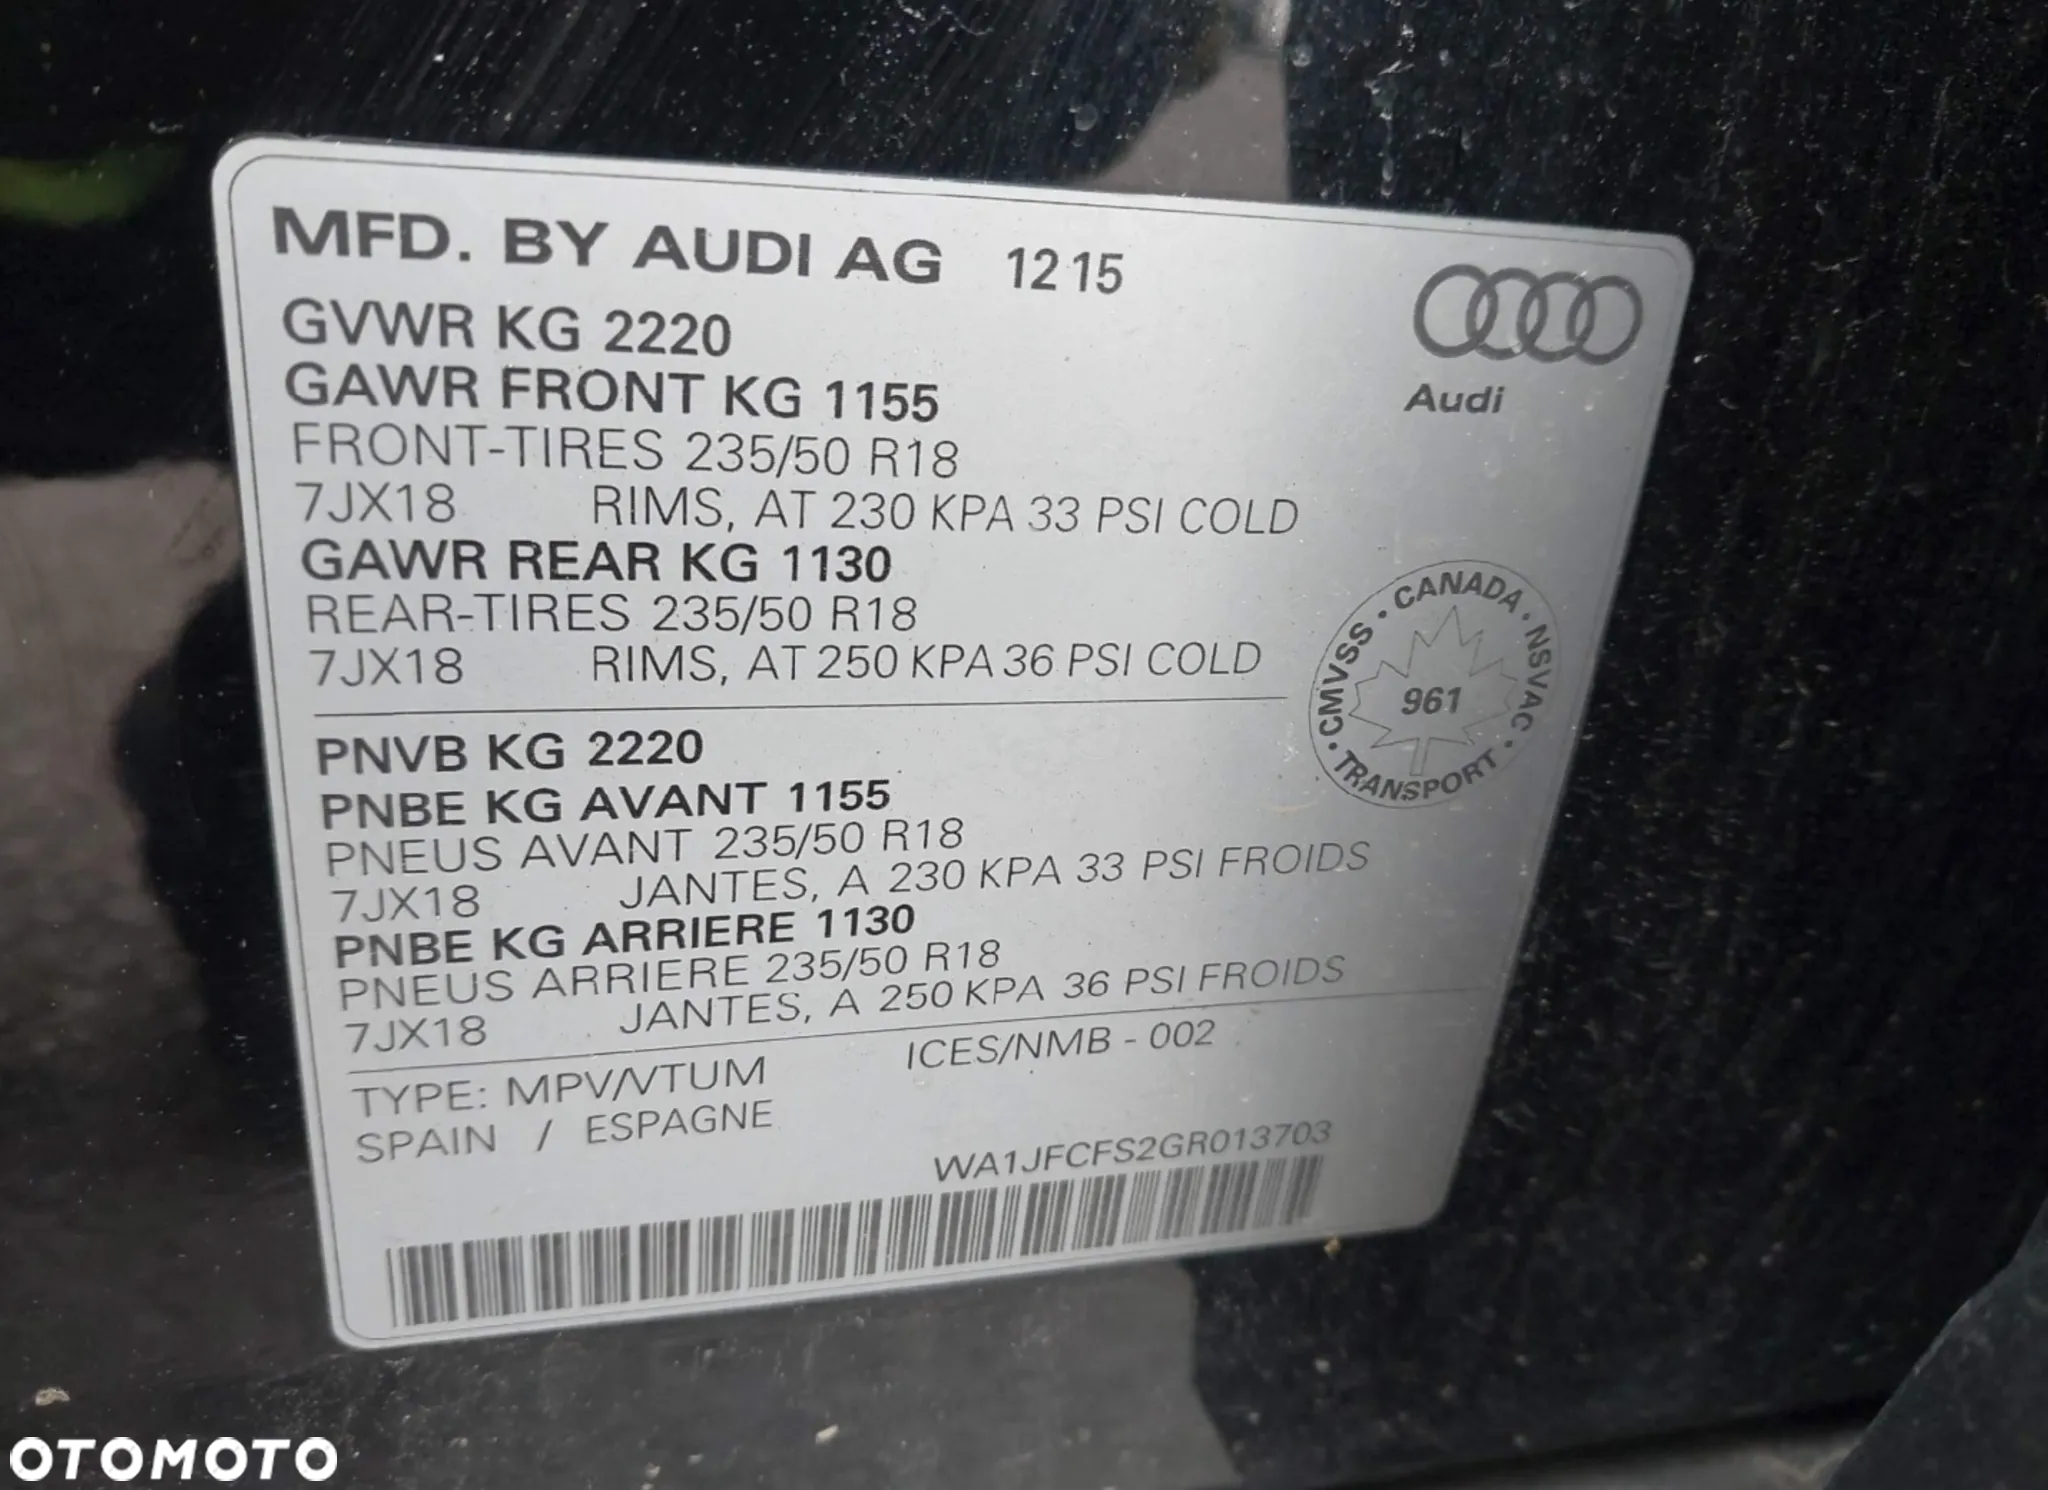 MFD. BY AUDI AG 12 15
GVWR KG 2220
GAWR FRONT KG 1155
FRONT-TIRES 235/50 R18
7JX18 RIMS, AT 230 KPA 33 PSI COLD
GAWR REAR KG 1130
REAR-TIRES 235/50 R18
7JX18 RIMS, AT 250 KPA 36 PSI COLD
Audi
CMVSS · CANADA · NSVAC · TRANSPORT ·
961
PNVB KG 2220
PNBE KG AVANT 1155
PNEUS AVANT 235/50 R18
7JX18 JANTES, A 230 KPA 33 PSI FROIDS
PNBE KG ARRIERE 1130
PNEUS ARRIERE 235/50 R18
7JX18 JANTES, A 250 KPA 36 PSI FROIDS
TYPE: MPV/VTUM ICES/NMB - 002
SPAIN / ESPAGNE
WA1JFCFS2GR013703
OTOMOTO